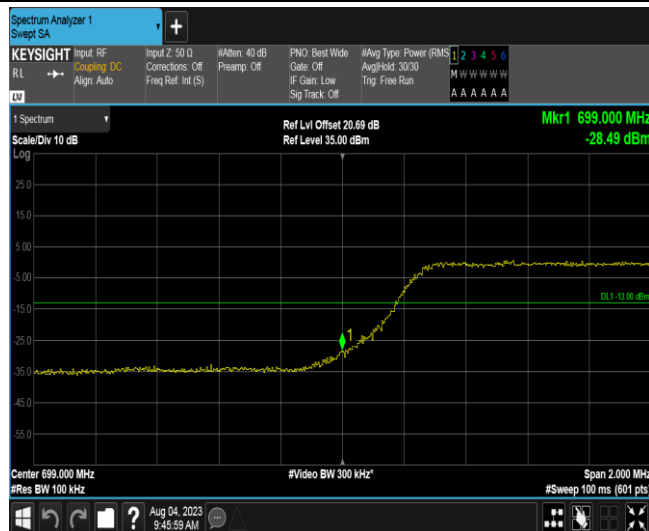 Spectrum Analyzer 1
Swept SA
+
KEYSIGHT
RL
LXI
Input: RF
Coupling: DC
Align: Auto
Input Z: 50 Ω
Corrections: Off
Freq Ref: Int (S)
#Atten: 40 dB
Preamp: Off
PNO: Best Wide
Gate: Off
IF Gain: Low
Sig Track: Off
#Avg Type: Power (RMS
Avg|Hold: 30/30
Trig: Free Run
1 2 3 4 5 6
M W W W W W
A A A A A A
1 Spectrum
Scale/Div 10 dB
Log
Ref Lvl Offset 20.69 dB
Ref Level 35.00 dBm
Mkr1 699.000 MHz
-28.49 dBm
25.0
15.0
5.00
-5.00
-15.0
-25.0
-35.0
-45.0
-55.0
DL1 -13.00 dBm
1
Center 699.000 MHz
#Res BW 100 kHz
#Video BW 300 kHz*
Span 2.000 MHz
#Sweep 100 ms (601 pts)
?
Aug 04, 2023
9:45:59 AM